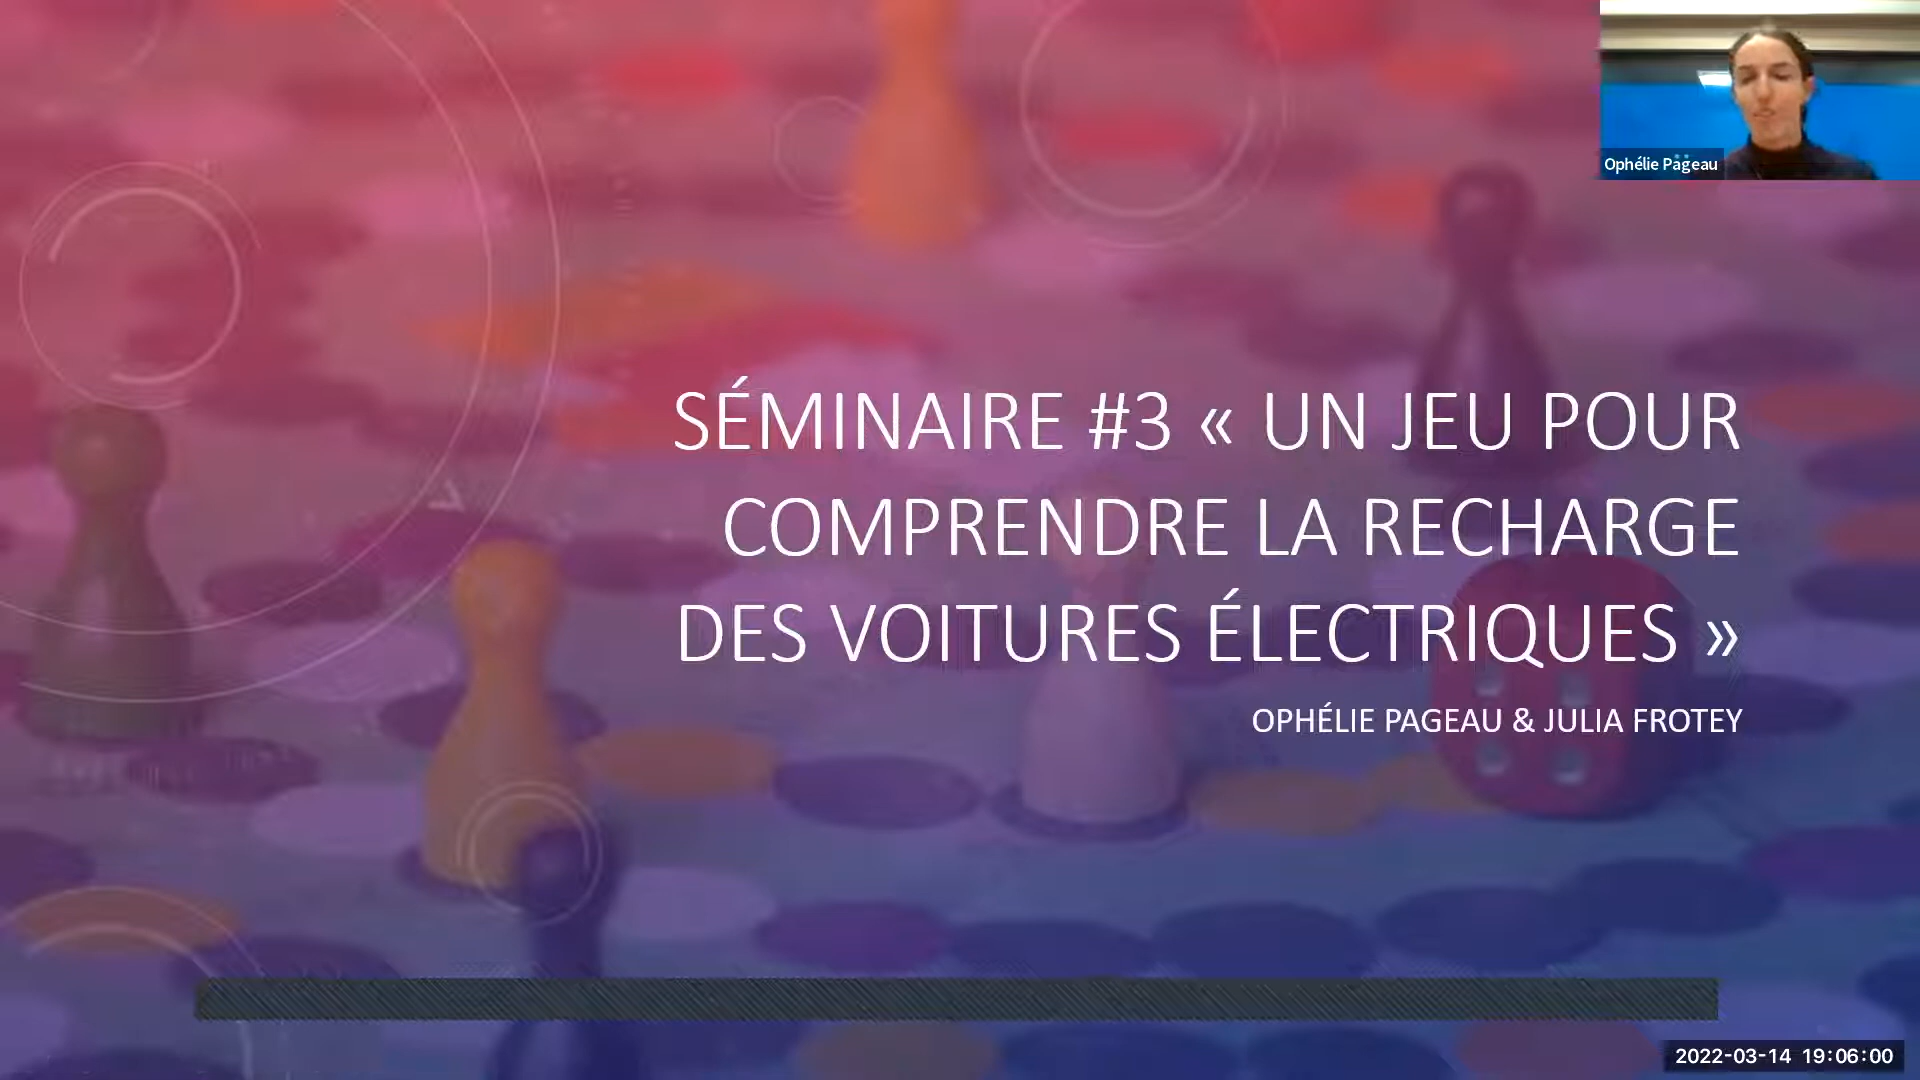 Ophélie Pageau
SÉMINAIRE #3 « UN JEU POUR
COMPRENDRE LA RECHARGE
DES VOITURES ÉLECTRIQUES »
OPHÉLIE PAGEAU & JULIA FROTEY
2022-03-14 19:06:00